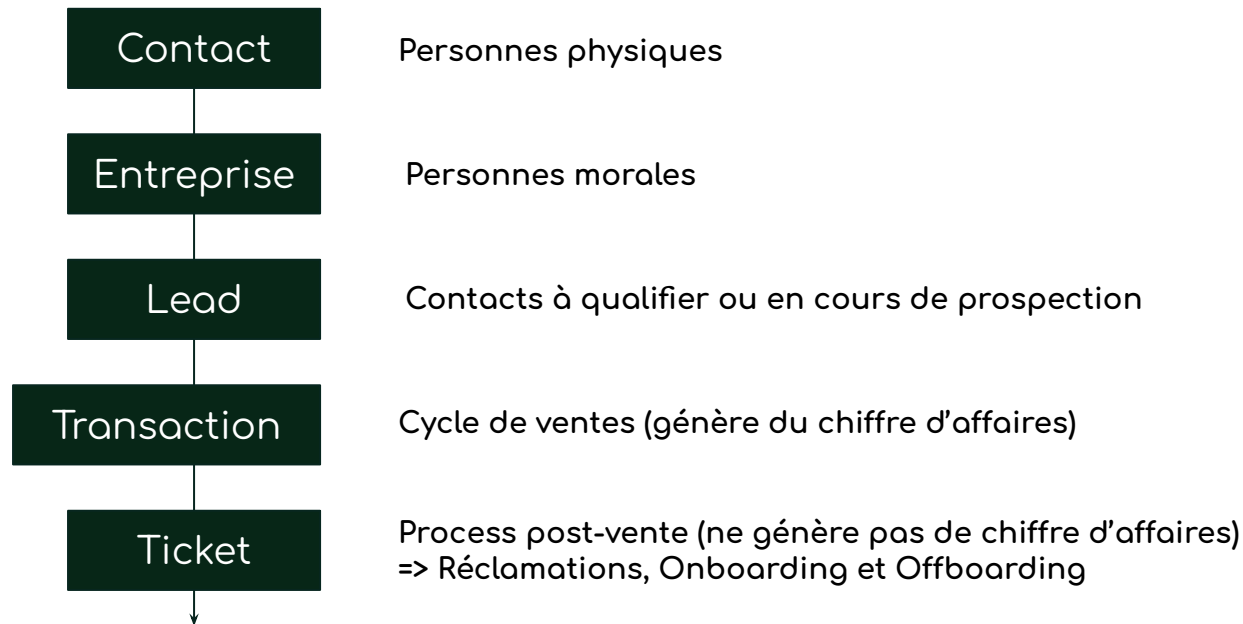 Contact
Personnes physiques
Entreprise
Personnes morales
Lead
Contacts à qualifier ou en cours de prospection
Transaction
Cycle de ventes (génère du chiffre d’affaires)
Ticket
Process post-vente (ne génère pas de chiffre d’affaires)
=> Réclamations, Onboarding et Offboarding